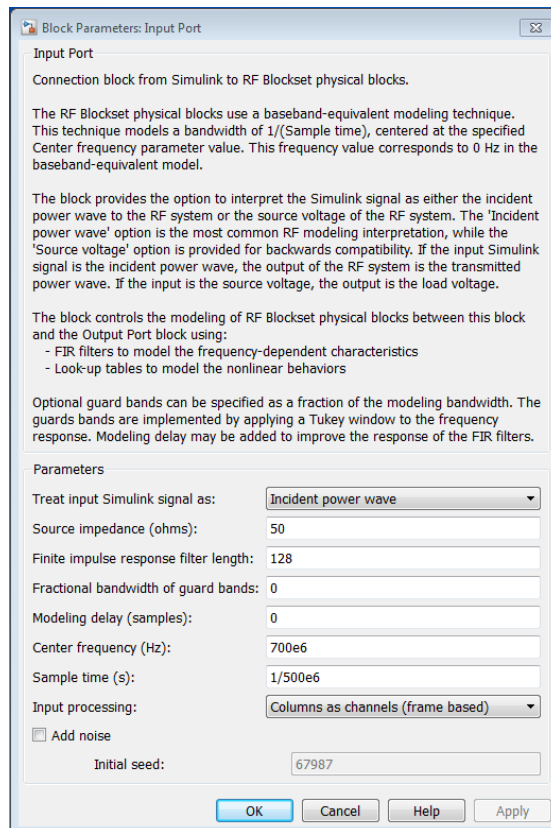 Block Parameters: Input Port
Input Port
Connection block from Simulink to RF Blockset physical blocks.
The RF Blockset physical blocks use a baseband-equivalent modeling technique.
This technique models a bandwidth of 1/(Sample time), centered at the specified
Center frequency parameter value. This frequency value corresponds to 0 Hz in the
baseband-equivalent model.
The block provides the option to interpret the Simulink signal as either the incident
power wave to the RF system or the source voltage of the RF system. The 'Incident
power wave' option is the most common RF modeling interpretation, while the
'Source voltage' option is provided for backwards compatibility. If the input Simulink
signal is the incident power wave, the output of the RF system is the transmitted
power wave. If the input is the source voltage, the output is the load voltage.
The block controls the modeling of RF Blockset physical blocks between this block
and the Output Port block using:
- FIR filters to model the frequency-dependent characteristics
- Look-up tables to model the nonlinear behaviors
Optional guard bands can be specified as a fraction of the modeling bandwidth. The
guards bands are implemented by applying a Tukey window to the frequency
response. Modeling delay may be added to improve the response of the FIR filters.
Parameters
Treat input Simulink signal as: Incident power wave
Source impedance (ohms): 50
Finite impulse response filter length: 128
Fractional bandwidth of guard bands: 0
Modeling delay (samples): 0
Center frequency (Hz): 700e6
Sample time (s): 1/500e6
Input processing: Columns as channels (frame based)
Add noise
Initial seed: 67987
OK Cancel Help Apply